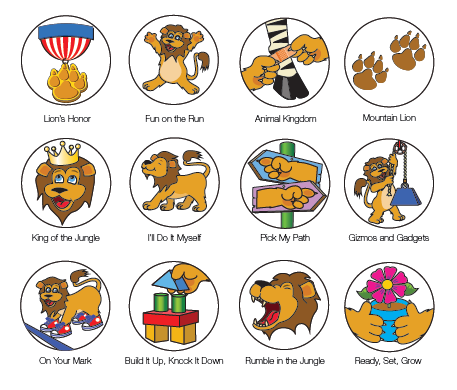 Lion's Honor
Fun on the Run
Animal Kingdom
Mountain Lion
King of the Jungle
I'll Do It Myself
Pick My Path
Gizmos and Gadgets
On Your Mark
Build It Up, Knock It Down
Rumble in the Jungle
Ready, Set, Grow